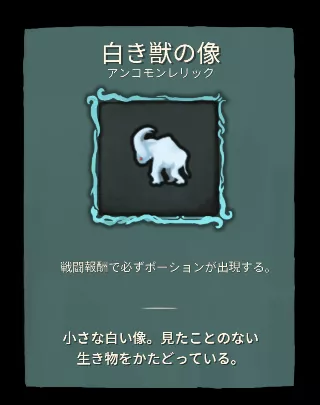 白き獣の像
アンコモンレリック
戦闘報酬で必ずポーションが出現する。
小さな白い像。見たことのない
生き物をかたどっている。